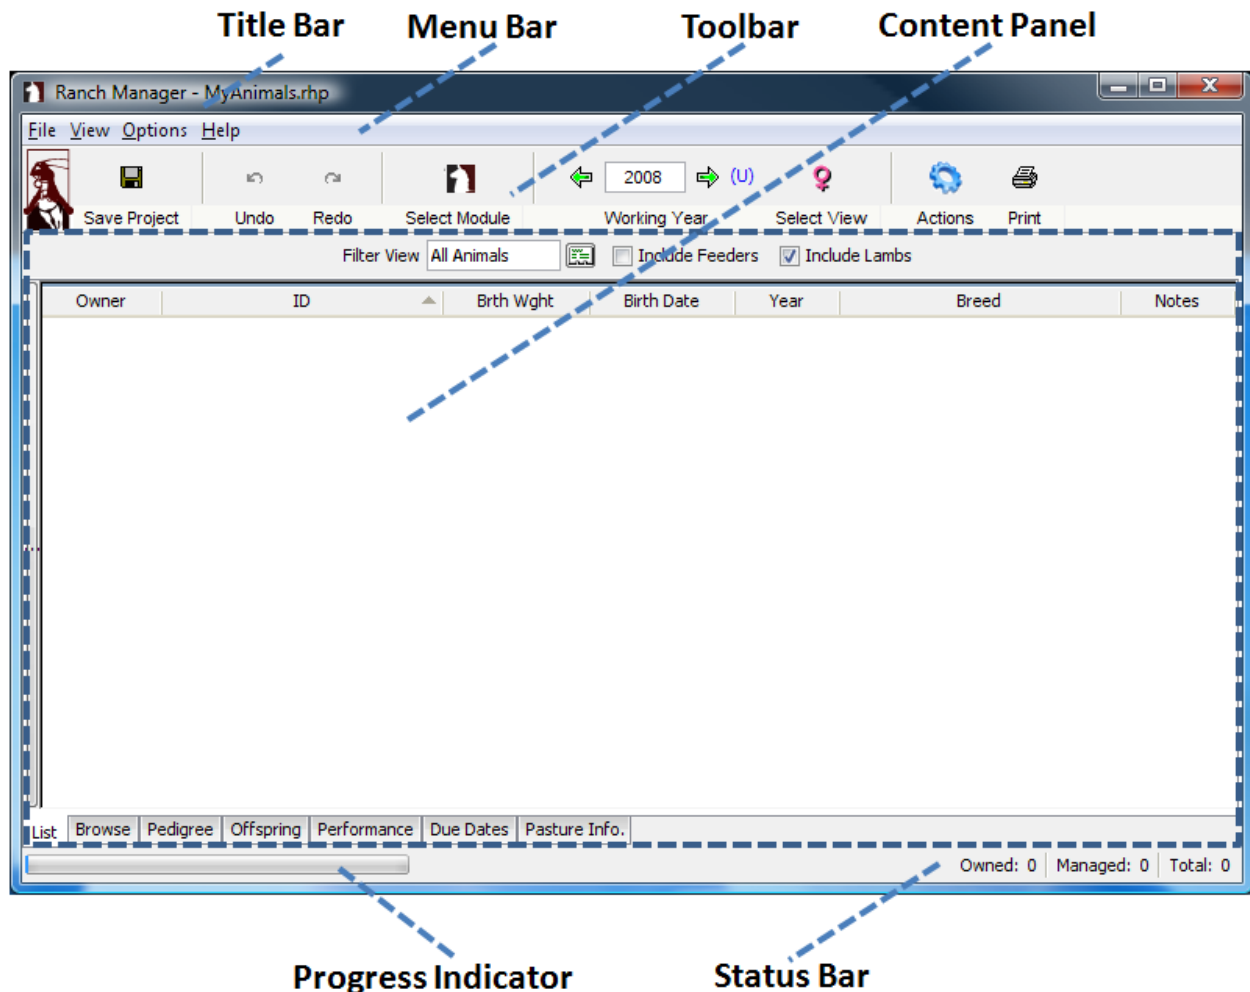 Title Bar Menu Bar Toolbar Content Panel
Ranch Manager - MyAnimals.rhp
File View Options Help
2008 (U)
Save Project Undo Redo Select Module Working Year Select View Actions Print
Filter View All Animals Include Feeders Include Lambs
Owner ID Brth Wght Birth Date Year Breed Notes
List Browse Pedigree Offspring Performance Due Dates Pasture Info.
Owned: 0 Managed: 0 Total: 0
Progress Indicator Status Bar